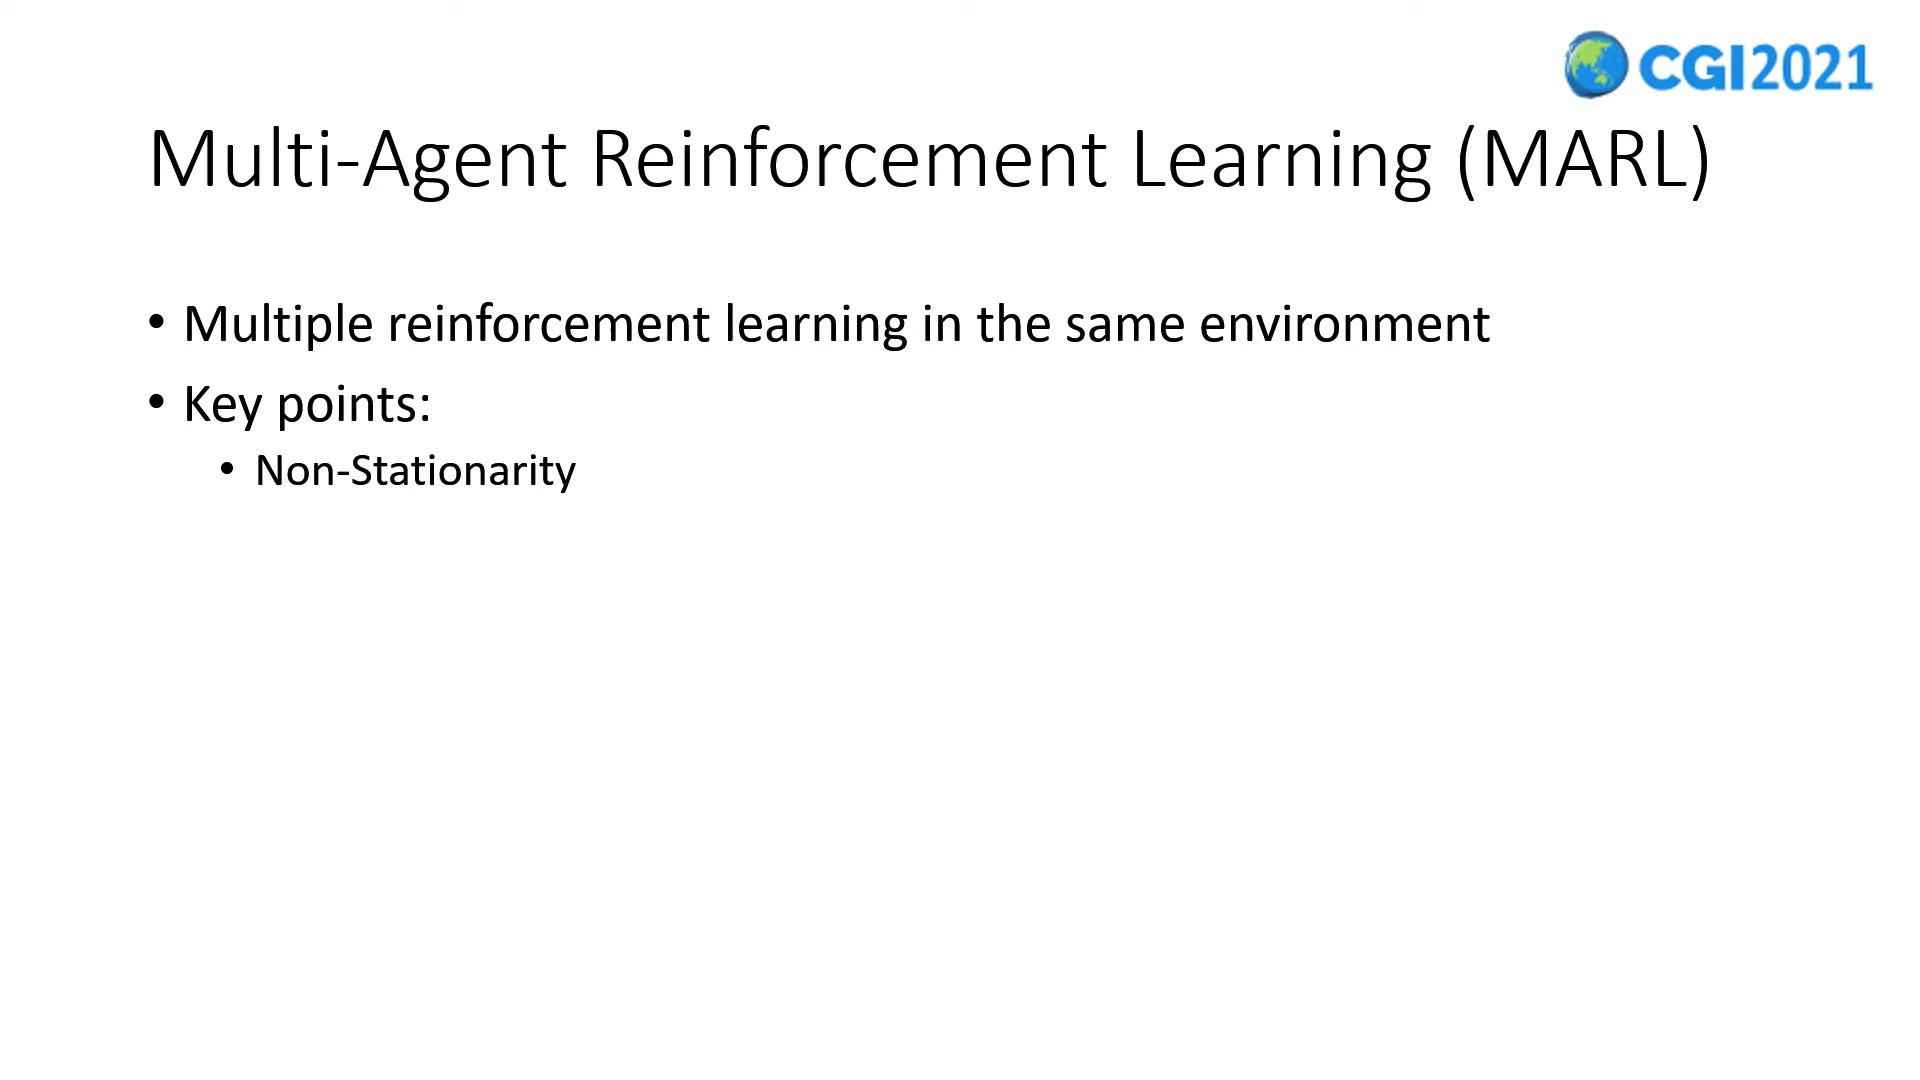 CGI2021
Multi-Agent Reinforcement Learning (MARL)
• Multiple reinforcement learning in the same environment
• Key points:
• Non-Stationarity